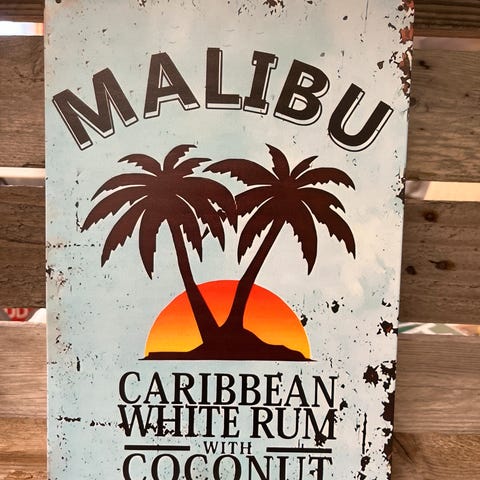 MALIBU
CARIBBEAN
WHITE RUM
WITH
COCONUT